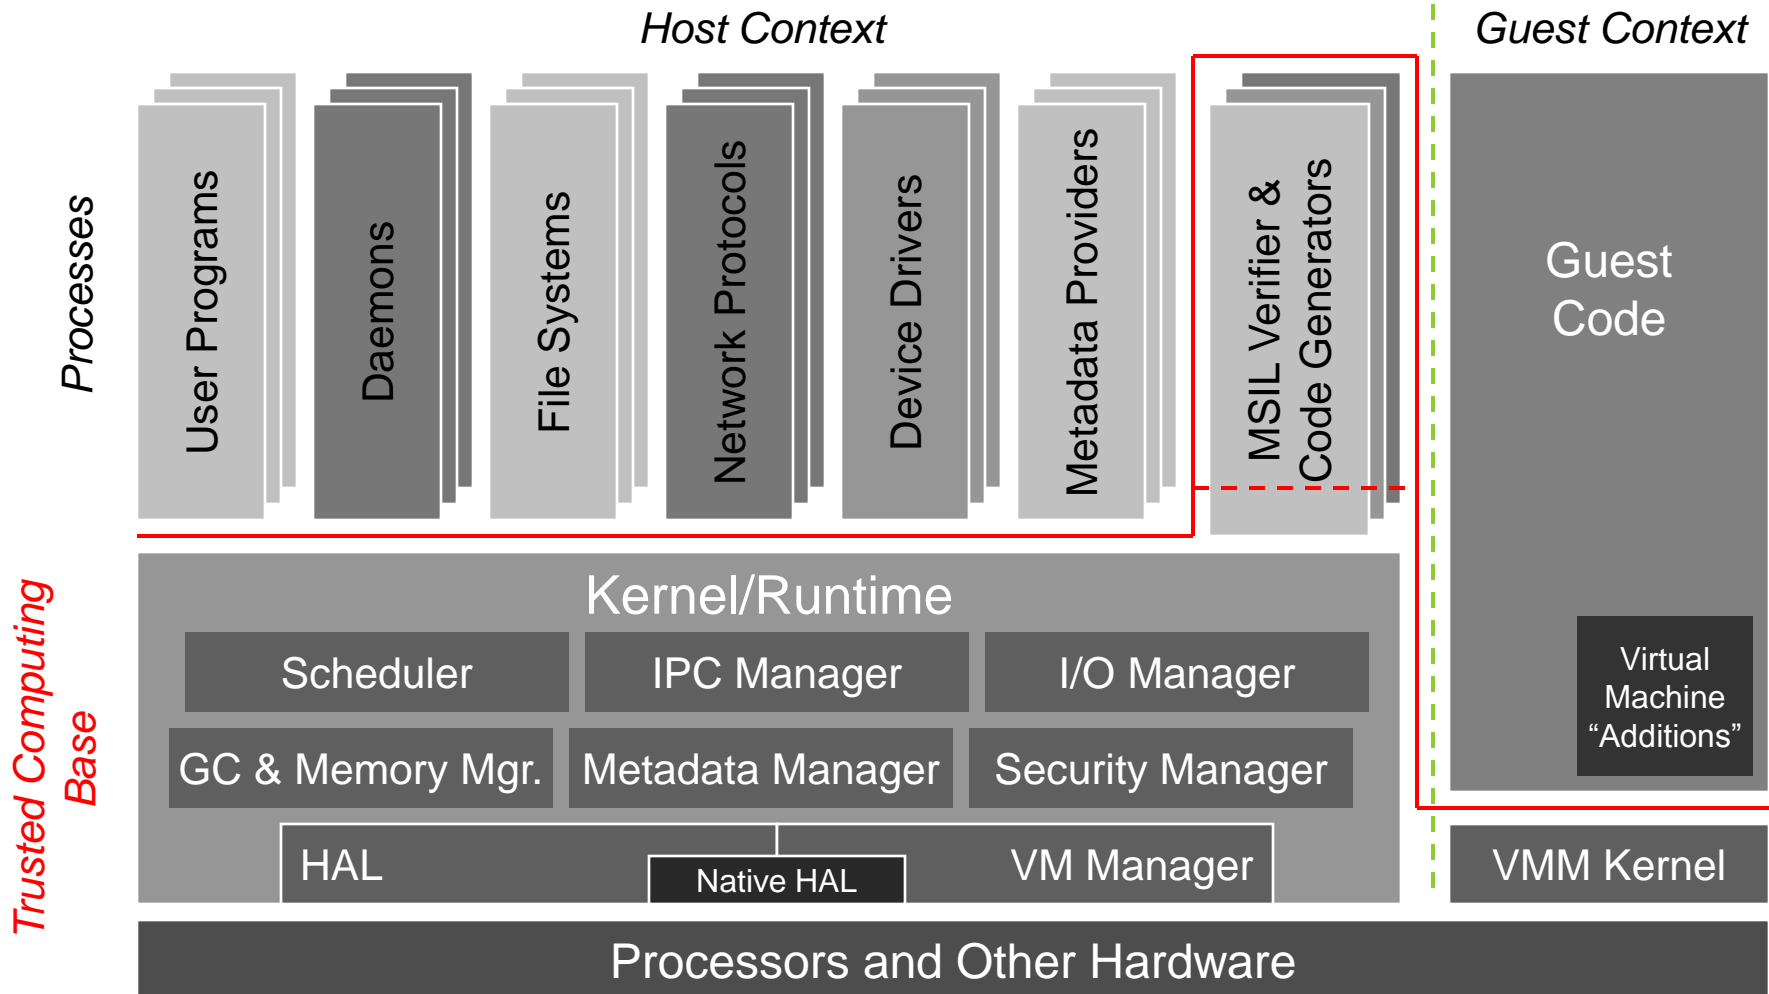 Host Context
Guest Context
Processes
User Programs
Daemons
File Systems
Network Protocols
Device Drivers
Metadata Providers
MSIL Verifier &
Code Generators
Guest
Code
Trusted Computing
Base
Kernel/Runtime
Scheduler
IPC Manager
I/O Manager
GC & Memory Mgr.
Metadata Manager
Security Manager
HAL
Native HAL
VM Manager
Virtual
Machine
“Additions”
VMM Kernel
Processors and Other Hardware